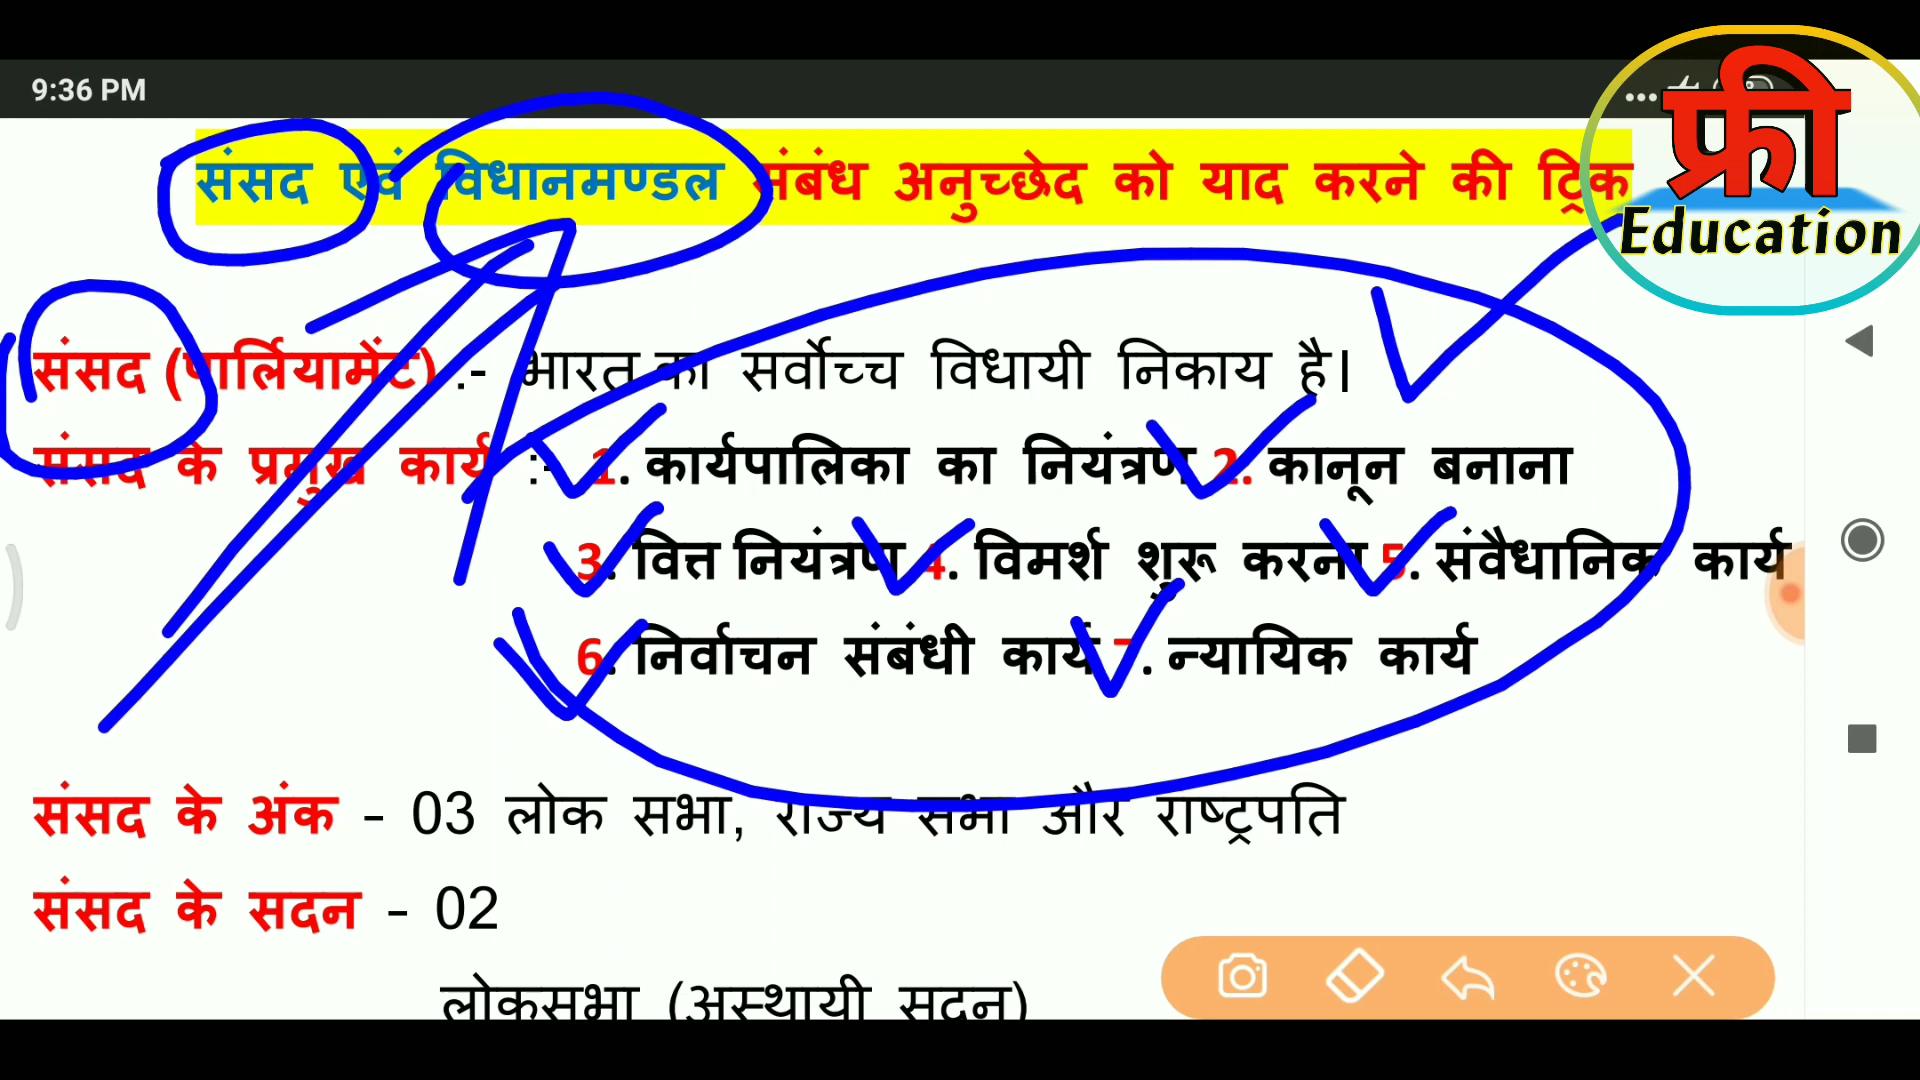 9:36 PM
फ्री
Education
संसद एवं विधानमण्डल संबंध अनुच्छेद को याद करने की ट्रिक
संसद (पार्लियामेंट) :- भारत का सर्वोच्च विधायी निकाय है।
संसद के प्रमुख कार्य :- 1. कार्यपालिका का नियंत्रण 2. कानून बनाना
3. वित्त नियंत्रण 4. विमर्श शुरू करना 5. संवैधानिक कार्य
6. निर्वाचन संबंधी कार्य 7. न्यायिक कार्य
संसद के अंक - 03 लोक सभा, राज्य सभा और राष्ट्रपति
संसद के सदन - 02
लोकसभा (अस्थायी सदन)